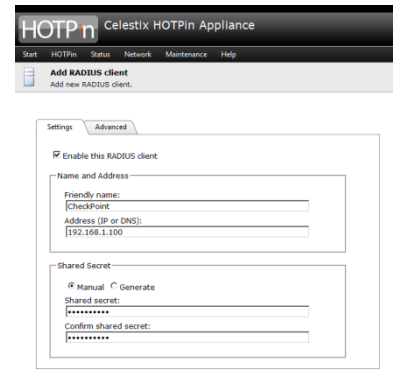 HOTPin Celestix HOTPin Appliance
Start HOTPin Status Network Maintenance Help
Add RADIUS client
Add new RADIUS client.
Settings Advanced
Enable this RADIUS client
Name and Address
Friendly name:
CheckPoint
Address (IP or DNS):
192.168.1.100
Shared Secret
Manual Generate
Shared secret:
••••••••••
Confirm shared secret:
••••••••••